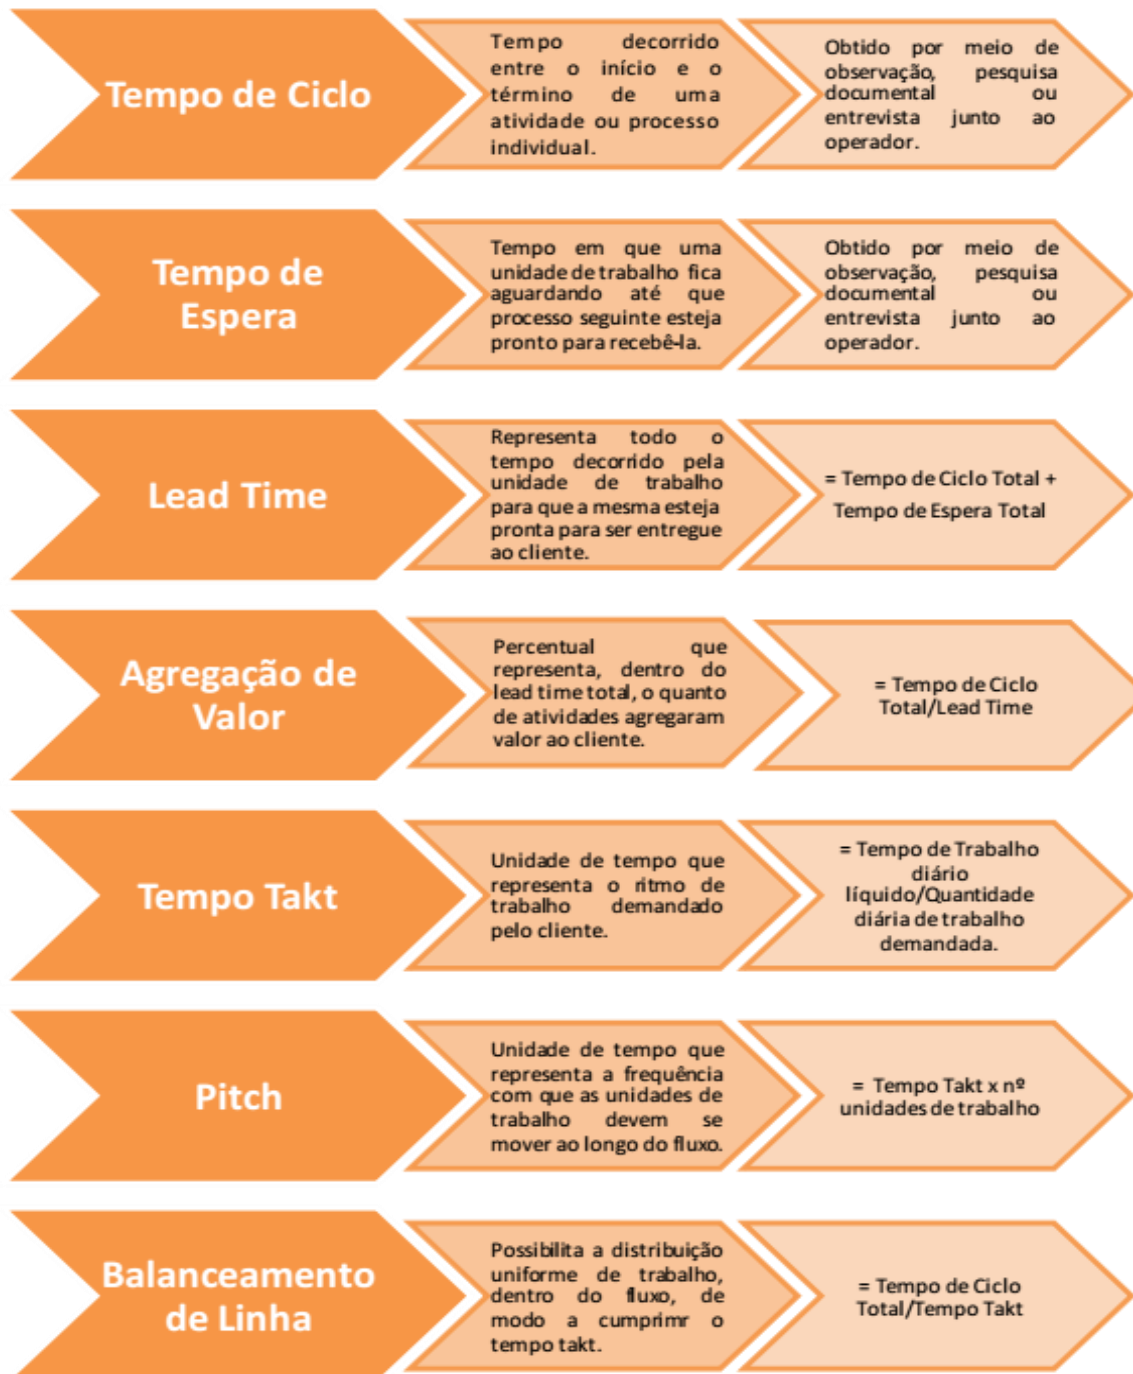 Tempo de Ciclo
Tempo decorrido
entre o início e o
término de uma
atividade ou processo
individual.
Obtido por meio de
observação, pesquisa
documental ou
entrevista junto ao
operador.
Tempo de
Espera
Tempo em que uma
unidade de trabalho fica
aguardando até que
processo seguinte esteja
pronto para recebê-la.
Obtido por meio de
observação, pesquisa
documental ou
entrevista junto ao
operador.
Lead Time
Representa todo o
tempo decorrido pela
unidade de trabalho
para que a mesma esteja
pronta para ser entregue
ao cliente.
= Tempo de Ciclo Total +
Tempo de Espera Total
Agregação de
Valor
Percentual que
representa, dentro do
lead time total, o quanto
de atividades agregaram
valor ao cliente.
= Tempo de Ciclo
Total/Lead Time
Tempo Takt
Unidade de tempo que
representa o ritmo de
trabalho demandado
pelo cliente.
= Tempo de Trabalho
diário
líquido/Quantidade
diária de trabalho
demandada.
Pitch
Unidade de tempo que
representa a frequência
com que as unidades de
trabalho devem se
mover ao longo do fluxo.
= Tempo Takt x nº
unidades de trabalho
Balanceamento
de Linha
Possibilita a distribuição
uniforme de trabalho,
dentro do fluxo, de
modo a cumprimr o
tempo takt.
= Tempo de Ciclo
Total/Tempo Takt